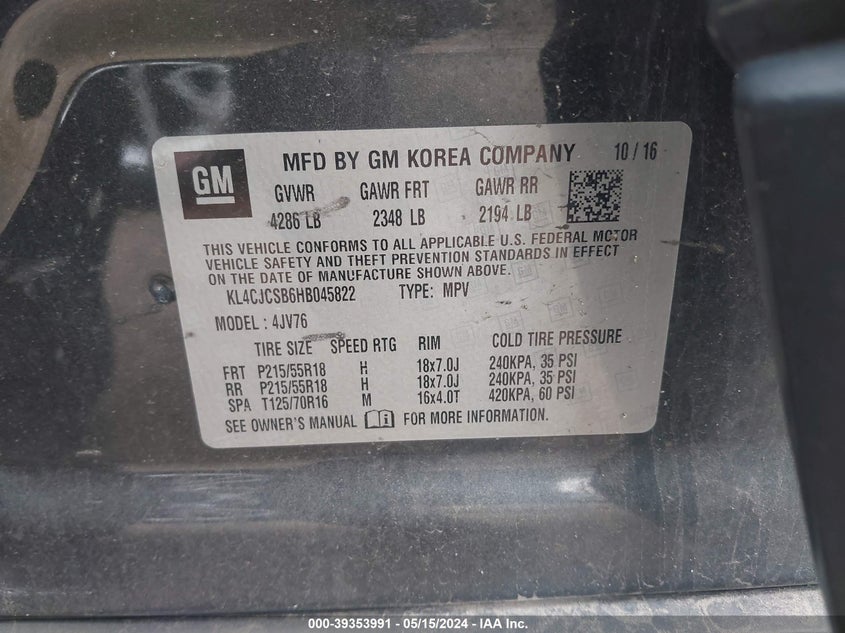 GM
MFD BY GM KOREA COMPANY 10 / 16
GVWR GAWR FRT GAWR RR
4286 LB 2348 LB 2194 LB
THIS VEHICLE CONFORMS TO ALL APPLICABLE U.S. FEDERAL MOTOR
VEHICLE SAFETY AND THEFT PREVENTION STANDARDS IN EFFECT
ON THE DATE OF MANUFACTURE SHOWN ABOVE.
KL4CJCSB6HB045822 TYPE: MPV
MODEL : 4JV76
TIRE SIZE SPEED RTG RIM COLD TIRE PRESSURE
FRT P215/55R18 H 18x7.0J 240KPA, 35 PSI
RR P215/55R18 H 18x7.0J 240KPA, 35 PSI
SPA T125/70R16 M 16x4.0T 420KPA, 60 PSI
SEE OWNER'S MANUAL i FOR MORE INFORMATION.
000-39353991 - 05/15/2024 - IAA Inc.